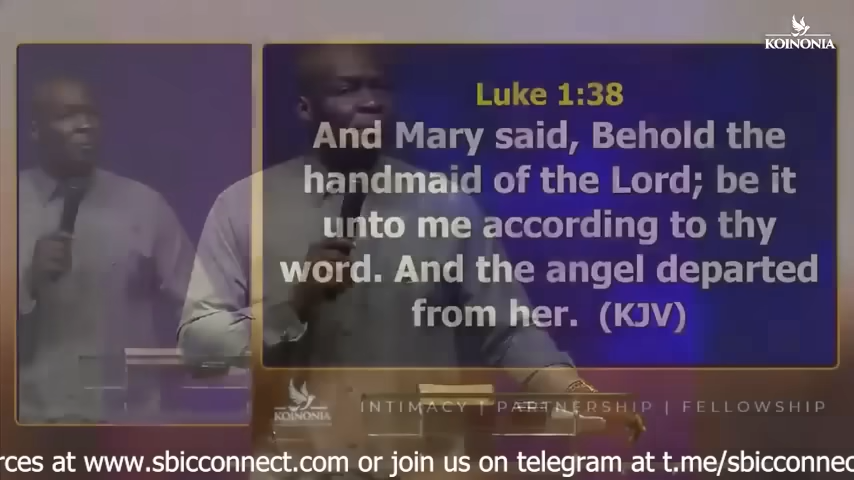 KOINONIA
Luke 1:38
And Mary said, Behold the
handmaid of the Lord; be it
unto me according to thy
word. And the angel departed
from her. (KJV)
KOINONIA
INTIMACY | PARTNERSHIP | FELLOWSHIP
rces at www.sbicconnect.com or join us on telegram at t.me/sbicconnec